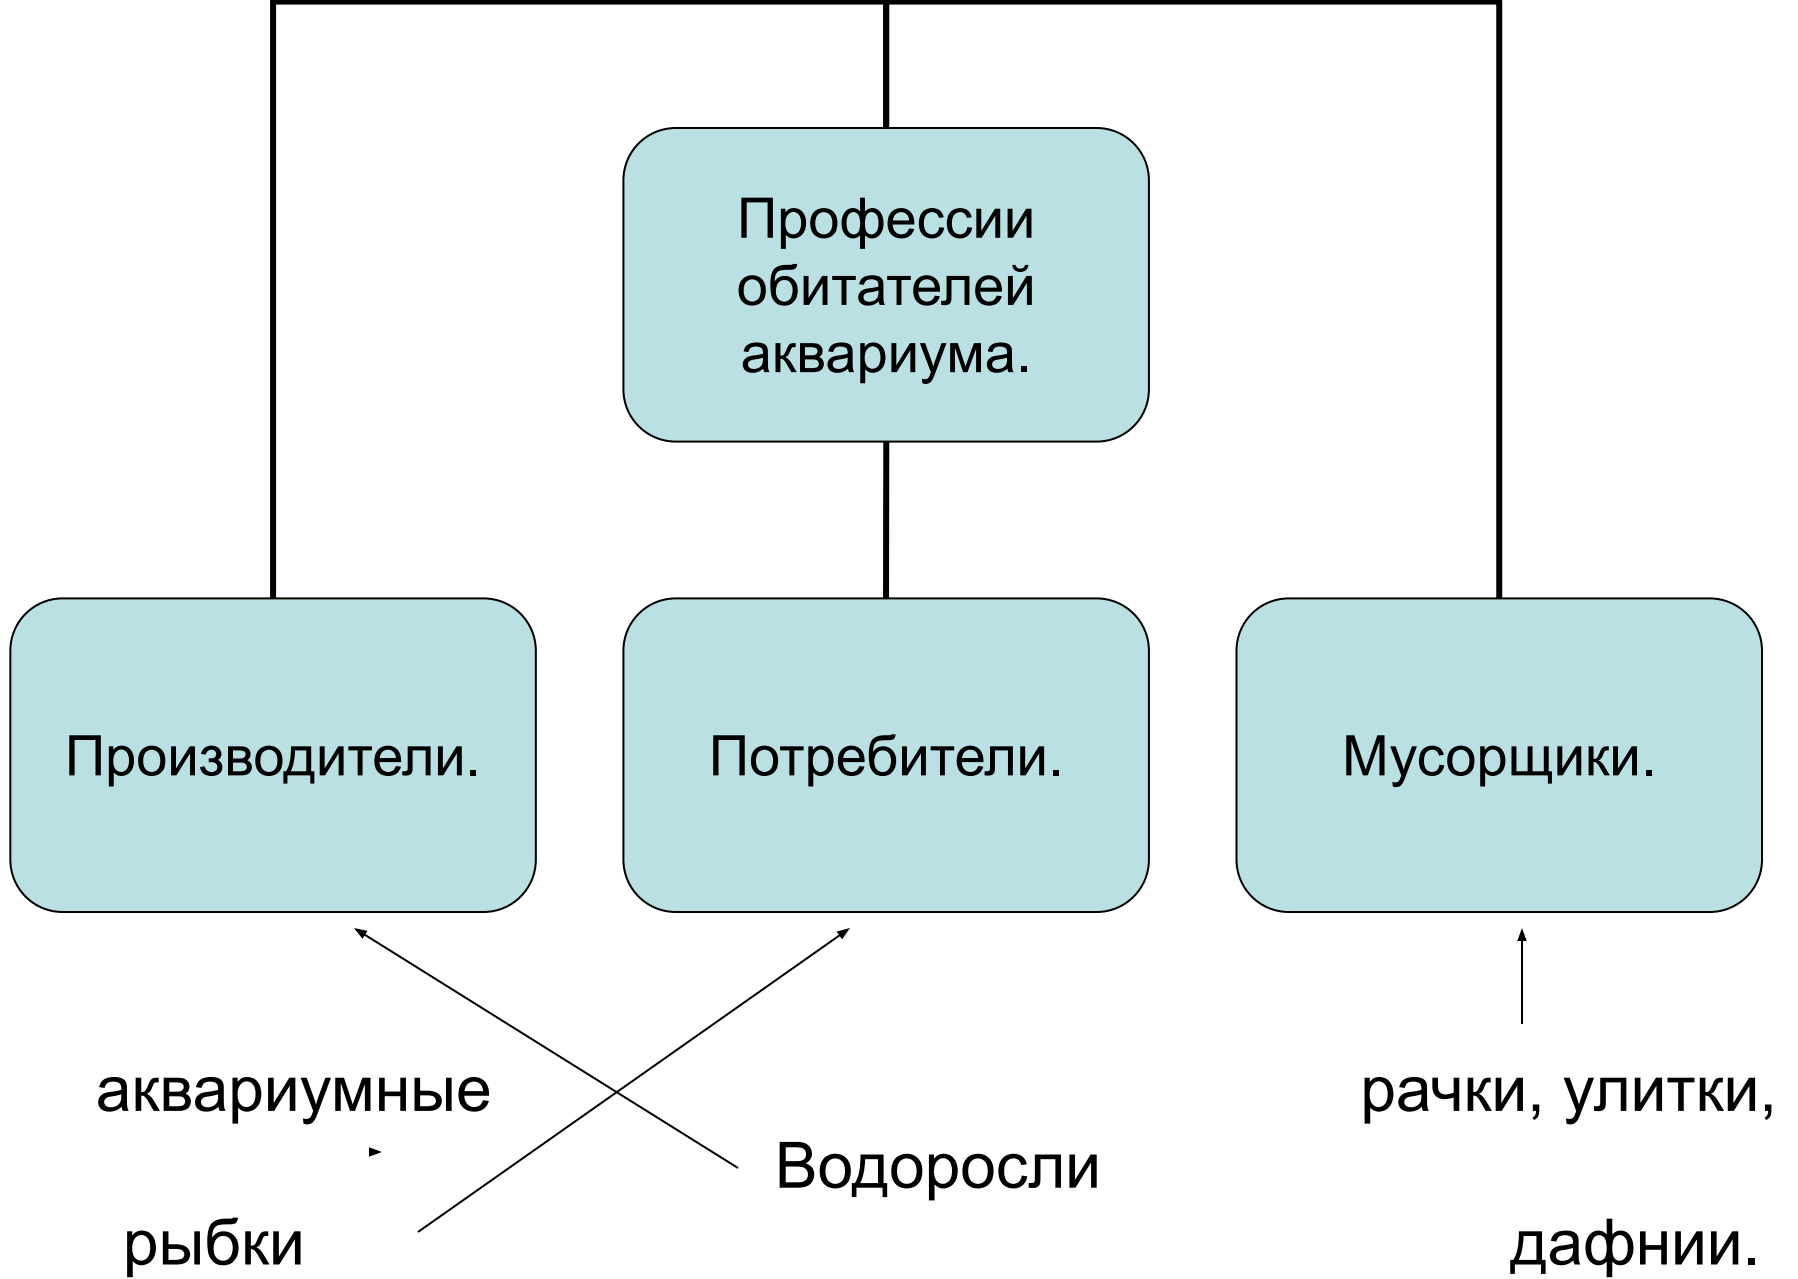 Профессии
обитателей
аквариума.
Производители.
Потребители.
Мусорщики.
аквариумные
рыбки
Водоросли
рачки, улитки,
дафнии.